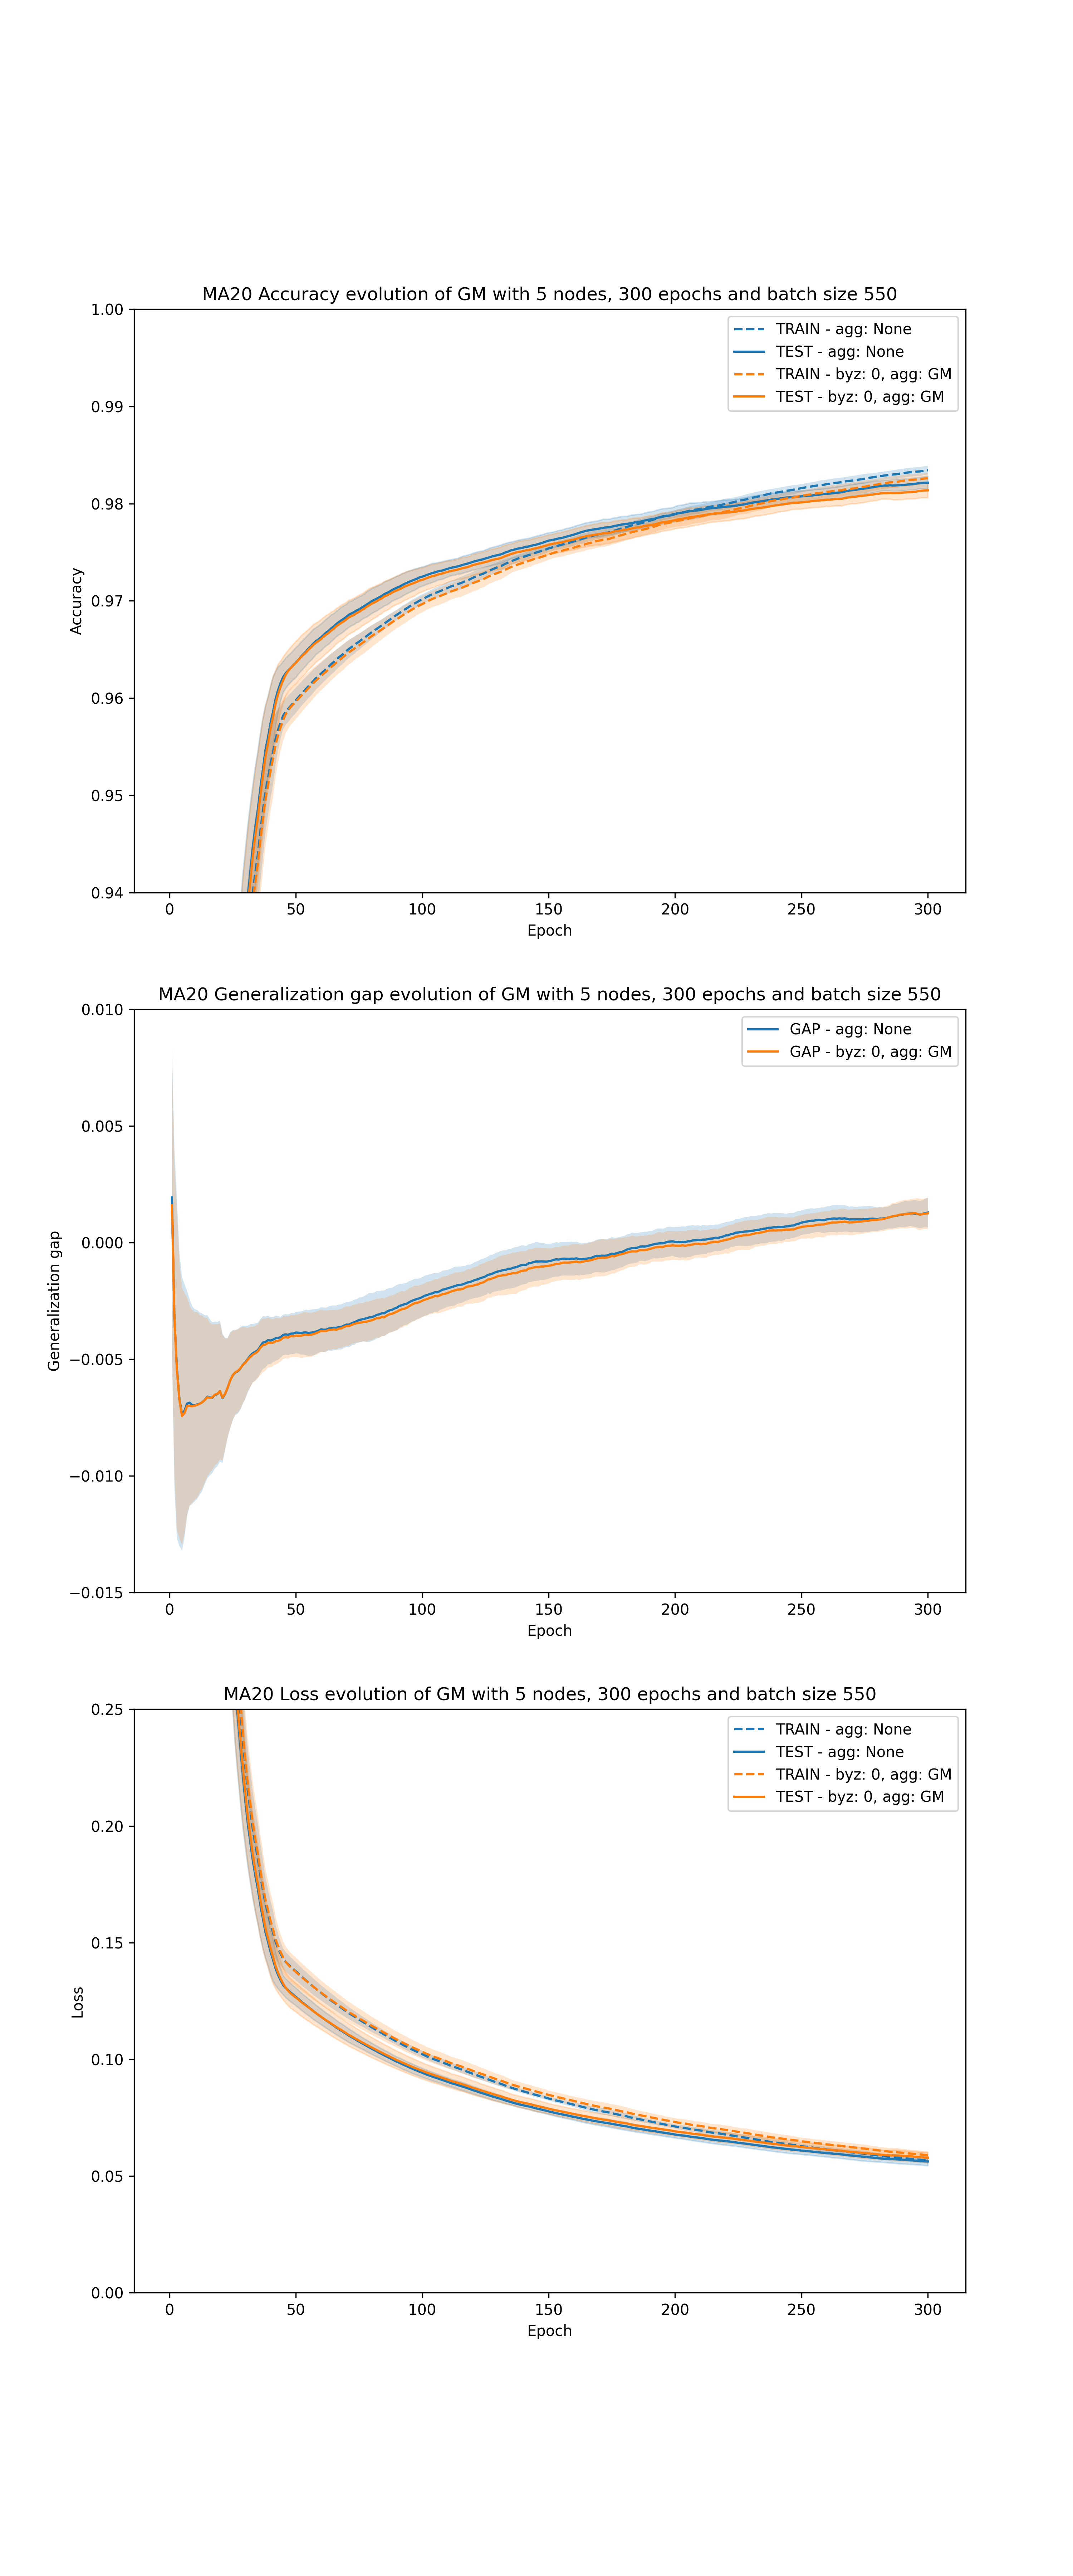 MA20 Accuracy evolution of GM with 5 nodes, 300 epochs and batch size 550
1.00
0.99
0.98
0.97
0.96
0.95
0.94
Accuracy
TRAIN - agg: None
TEST - agg: None
TRAIN - byz: 0, agg: GM
TEST - byz: 0, agg: GM
0 50 100 150 200 250 300
Epoch
MA20 Generalization gap evolution of GM with 5 nodes, 300 epochs and batch size 550
0.010
0.005
0.000
−0.005
−0.010
−0.015
Generalization gap
GAP - agg: None
GAP - byz: 0, agg: GM
0 50 100 150 200 250 300
Epoch
MA20 Loss evolution of GM with 5 nodes, 300 epochs and batch size 550
0.25
0.20
0.15
0.10
0.05
0.00
Loss
TRAIN - agg: None
TEST - agg: None
TRAIN - byz: 0, agg: GM
TEST - byz: 0, agg: GM
0 50 100 150 200 250 300
Epoch